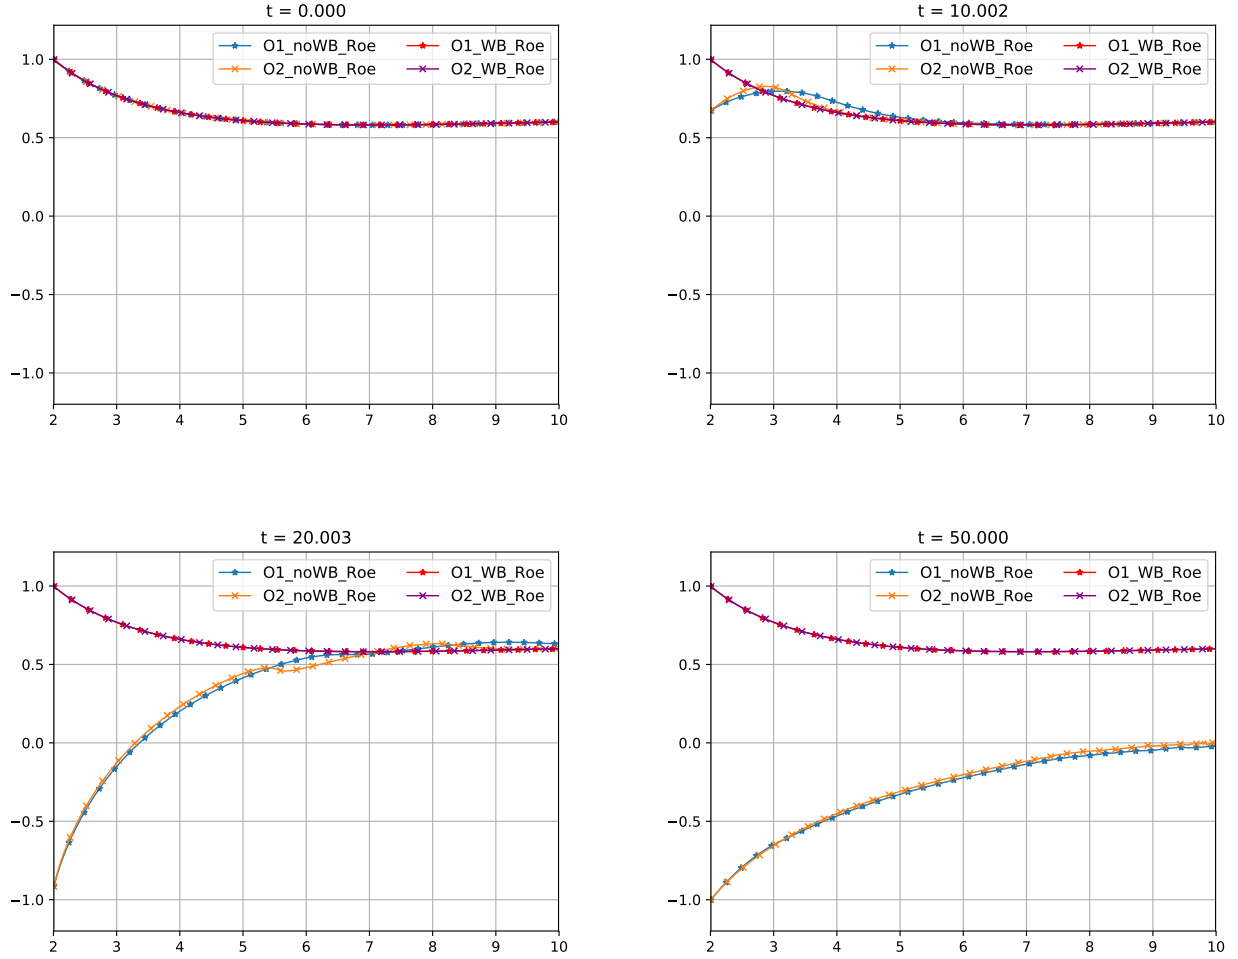 t = 0.000
O1_noWB_Roe
O2_noWB_Roe
O1_WB_Roe
O2_WB_Roe
1.0
0.5
0.0
−0.5
−1.0
2 3 4 5 6 7 8 9 10
t = 10.002
O1_noWB_Roe
O2_noWB_Roe
O1_WB_Roe
O2_WB_Roe
1.0
0.5
0.0
−0.5
−1.0
2 3 4 5 6 7 8 9 10
t = 20.003
O1_noWB_Roe
O2_noWB_Roe
O1_WB_Roe
O2_WB_Roe
1.0
0.5
0.0
−0.5
−1.0
2 3 4 5 6 7 8 9 10
t = 50.000
O1_noWB_Roe
O2_noWB_Roe
O1_WB_Roe
O2_WB_Roe
1.0
0.5
0.0
−0.5
−1.0
2 3 4 5 6 7 8 9 10